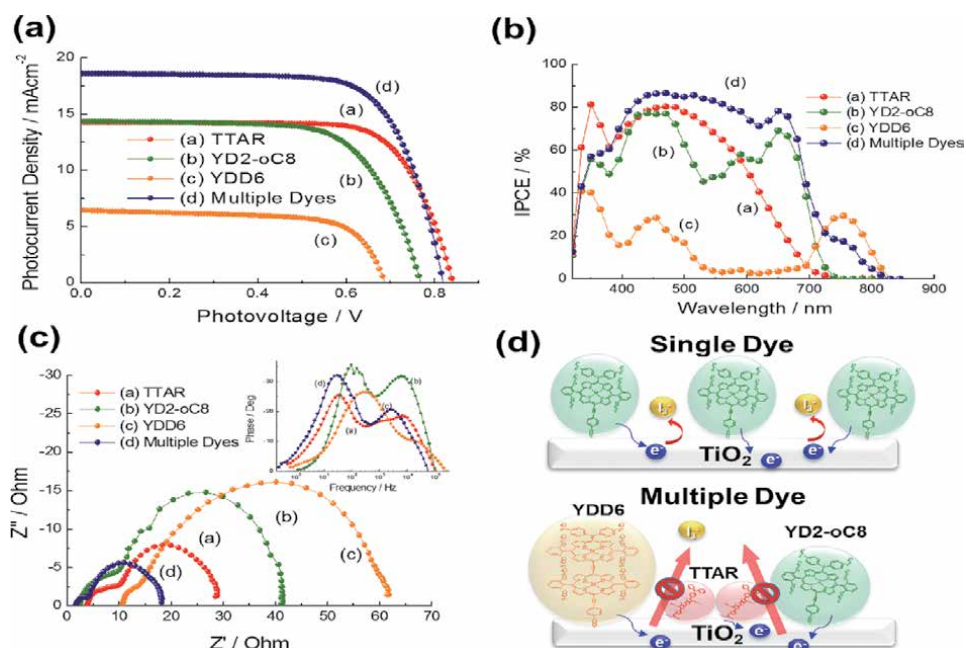 (a)
Photocurrent Density / mAcm-2
20
15
10
5
0
(a)
(b)
(c)
(d)
(a) TTAR
(b) YD2-oC8
(c) YDD6
(d) Multiple Dyes
0.0 0.2 0.4 0.6 0.8
Photovoltage / V
(b)
IPCE / %
100
80
60
40
20
0
(d)
(b)
(a)
(c)
(a) TTAR
(b) YD2-oC8
(c) YDD6
(d) Multiple Dyes
400 500 600 700 800 900
Wavelength / nm
(c)
Z'' / Ohm
-30
-25
-20
-15
-10
-5
0
(a) TTAR
(b) YD2-oC8
(c) YDD6
(d) Multiple Dyes
Phase / Deg
(d)
(b)
(c)
(a)
Frequency / Hz
(a)
(b)
(c)
(d)
0 10 20 30 40 50 60 70
Z' / Ohm
(d)
Single Dye
I3-
I3-
e-
e-
e-
TiO2
Multiple Dye
YDD6
YD2-oC8
TTAR
TiO2
e-
e-
e-